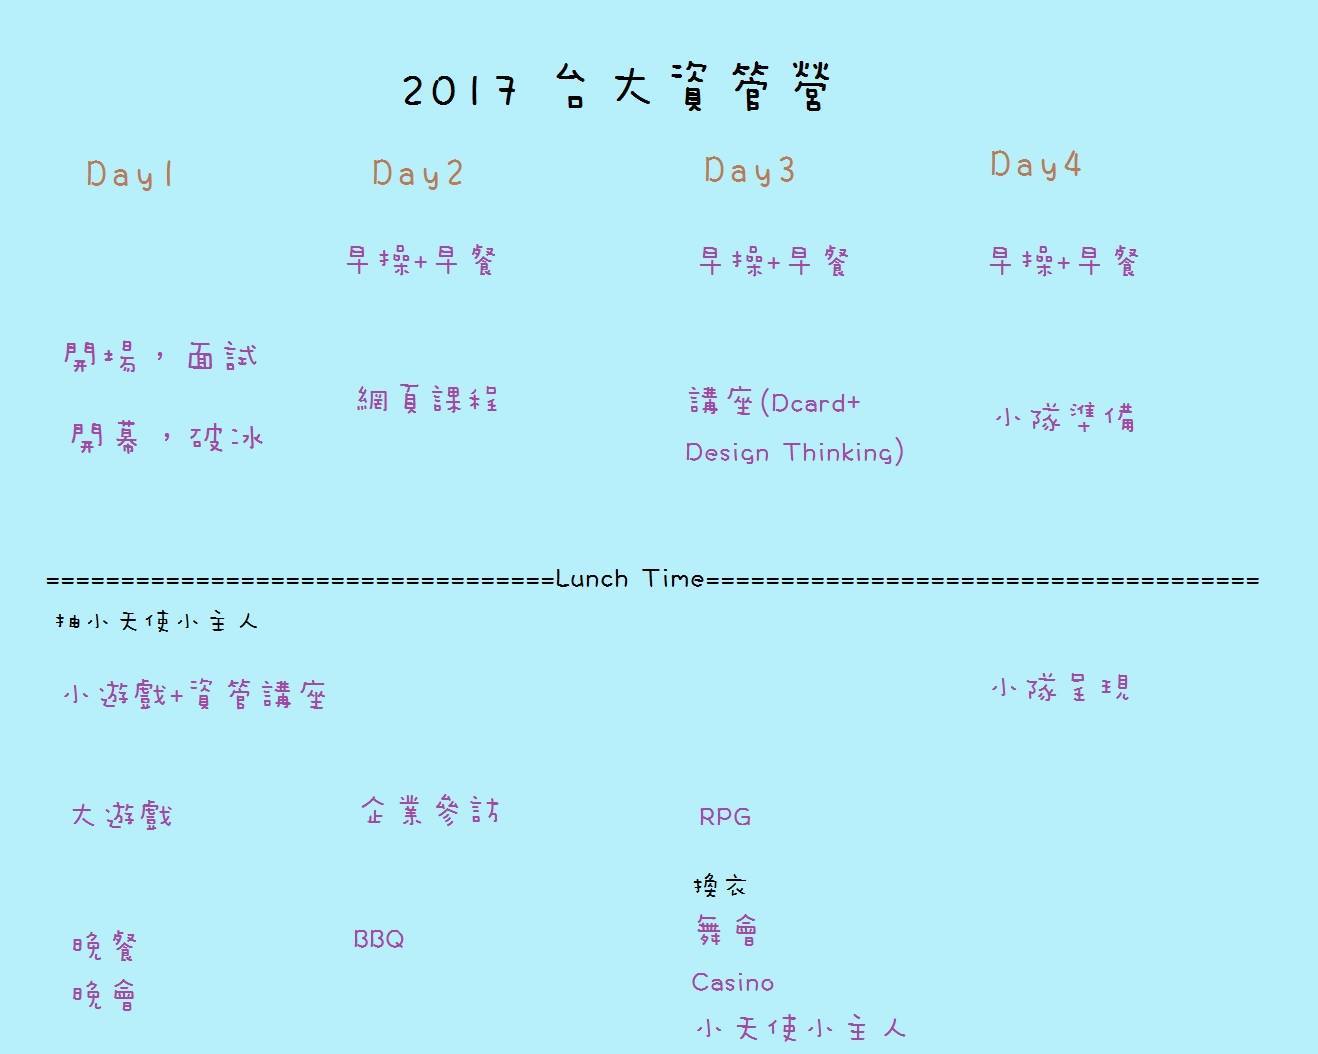 2017 台大資管營
Day1 Day2 Day3 Day4
早操+早餐 早操+早餐 早操+早餐
開場，面試
網頁課程 講座(Dcard+ 小隊準備
開幕，破冰 Design Thinking)
==================================Lunch Time=====================================
抽小天使小主人
小遊戲+資管講座 小隊呈現
大遊戲 企業參訪 RPG
換衣
晚餐 BBQ 舞會
晚會 Casino
小天使小主人